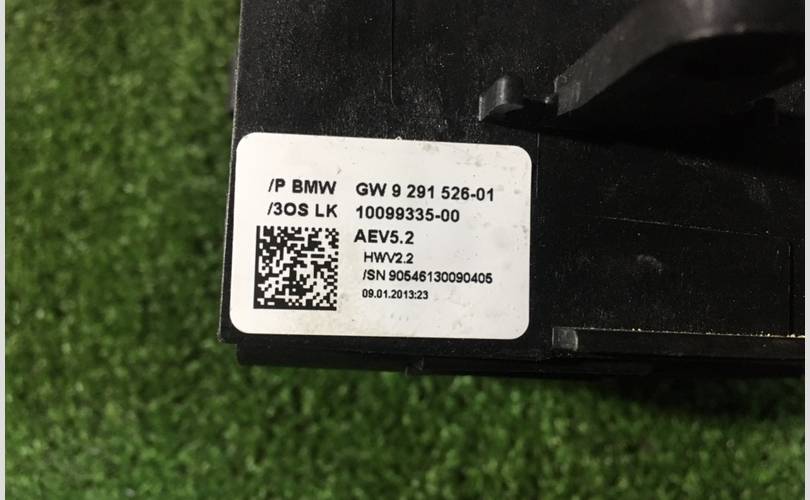 /P BMW GW 9 291 526-01
/3OS LK 10099335-00
AEV5.2
HWV2.2
/SN 90546130090405
09.01.2013:23